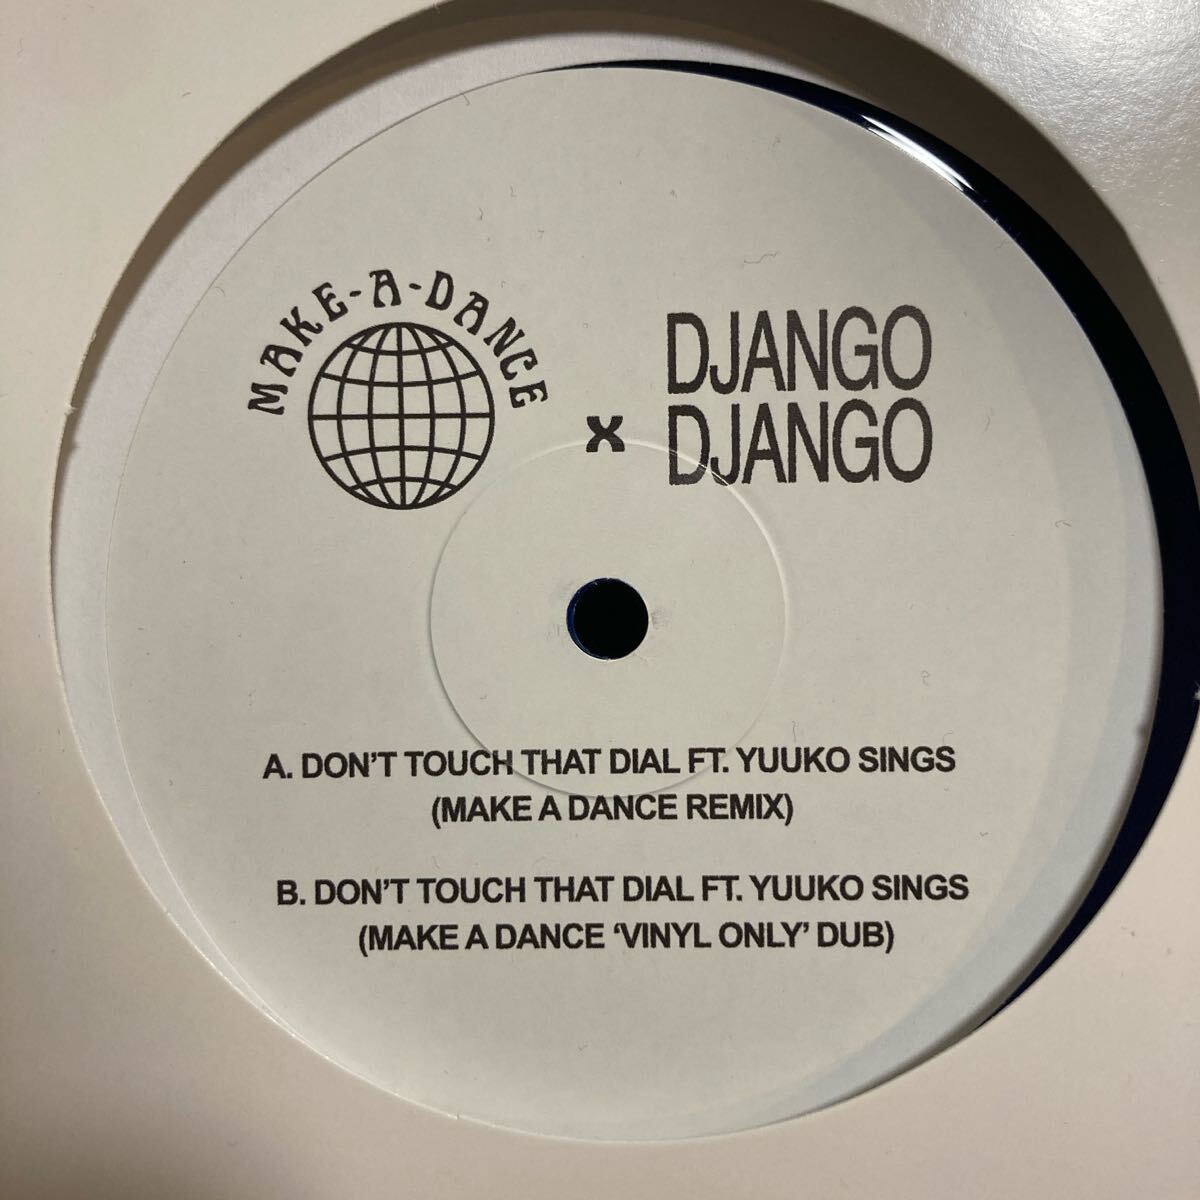 MAKE-A-DANCE
x
DJANGO
DJANGO
A. DON'T TOUCH THAT DIAL FT. YUUKO SINGS
(MAKE A DANCE REMIX)
B. DON'T TOUCH THAT DIAL FT. YUUKO SINGS
(MAKE A DANCE ‘VINYL ONLY’ DUB)